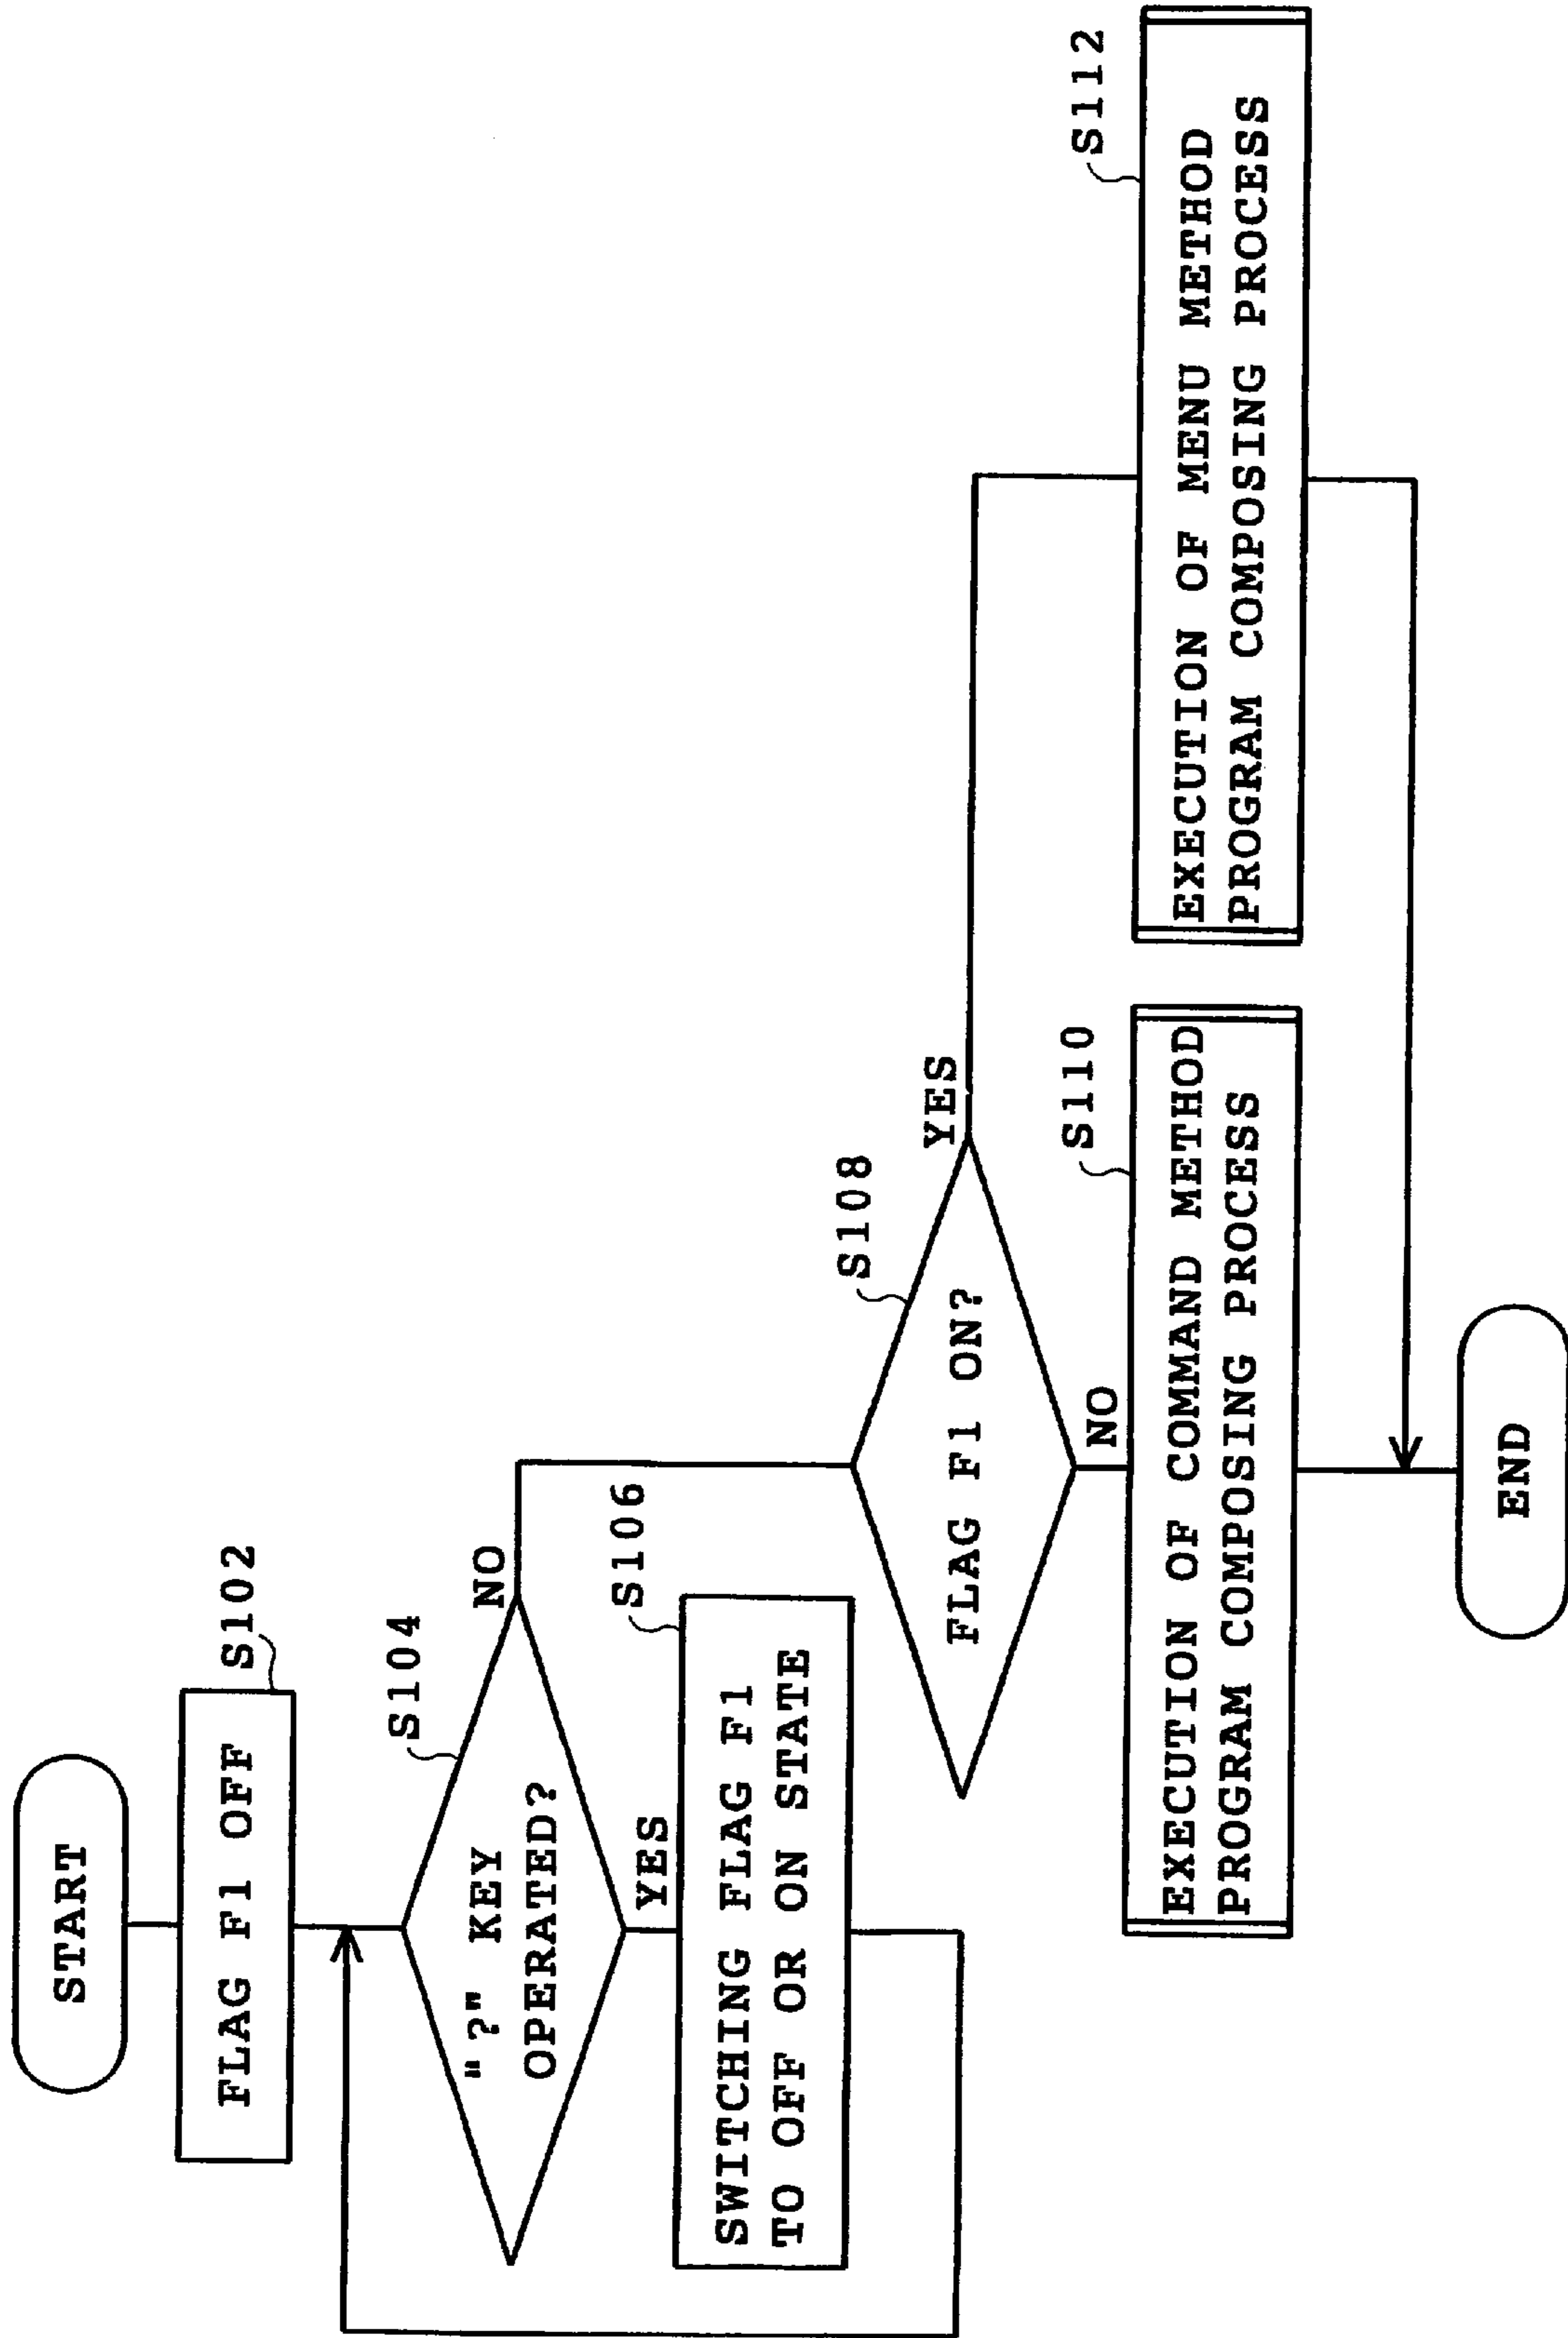 START
S102
FLAG F1 OFF
S104
"?" KEY
OPERATED?
NO
YES
S106
SWITCHING FLAG F1
TO OFF OR ON STATE
S108
FLAG F1 ON?
YES
NO
S110
EXECUTION OF COMMAND METHOD
PROGRAM COMPOSING PROCESS
S112
EXECUTION OF MENU METHOD
PROGRAM COMPOSING PROCESS
END